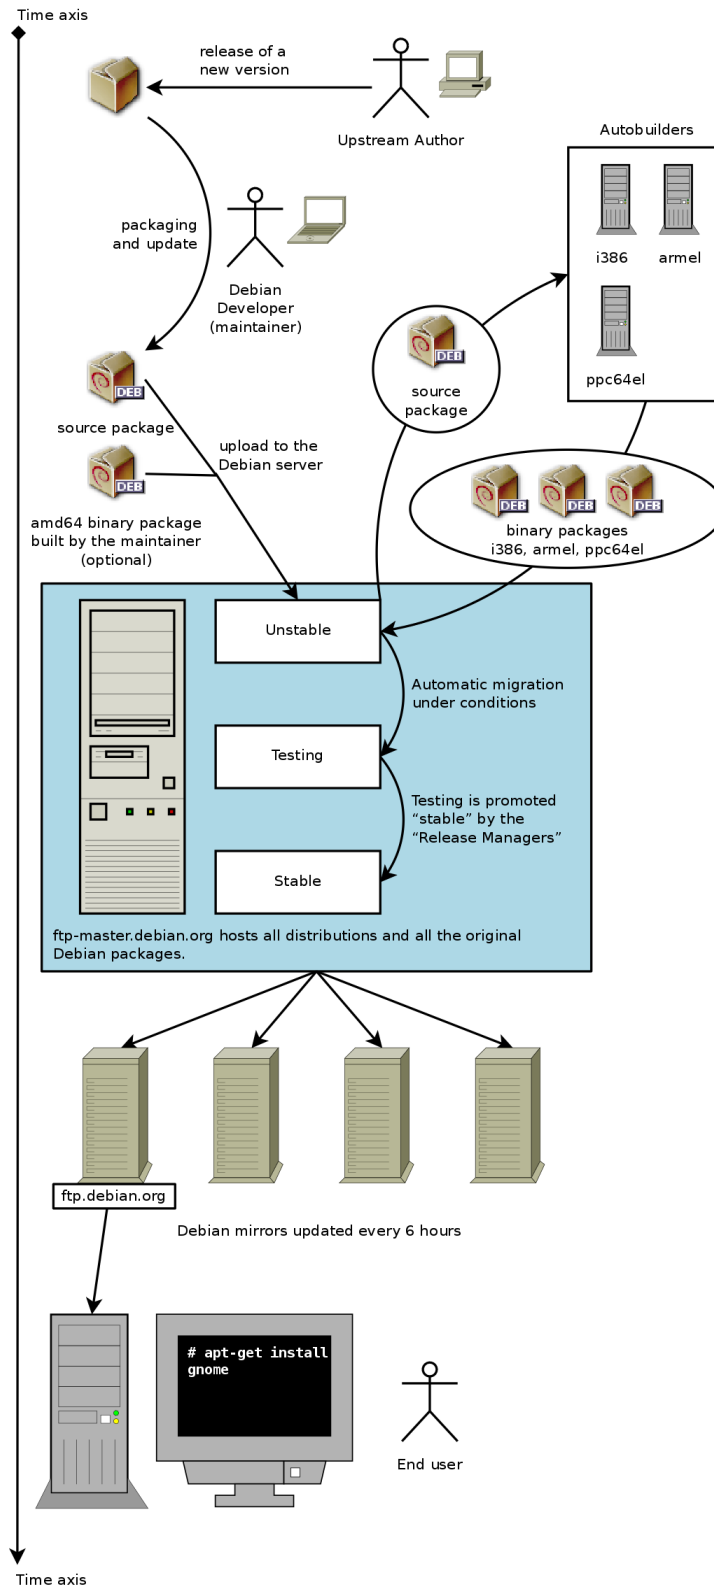 Time axis
release of a
new version
Upstream Author
Autobuilders
i386
armel
ppc64el
packaging
and update
Debian
Developer
(maintainer)
DEB
source package
DEB
source
package
upload to the
Debian server
DEB
amd64 binary package
built by the maintainer
(optional)
DEB
DEB
DEB
binary packages
i386, armel, ppc64el
Unstable
Automatic migration
under conditions
Testing
Testing is promoted
“stable” by the
“Release Managers”
Stable
ftp-master.debian.org hosts all distributions and all the original
Debian packages.
ftp.debian.org
Debian mirrors updated every 6 hours
# apt-get install
gnome
End user
Time axis